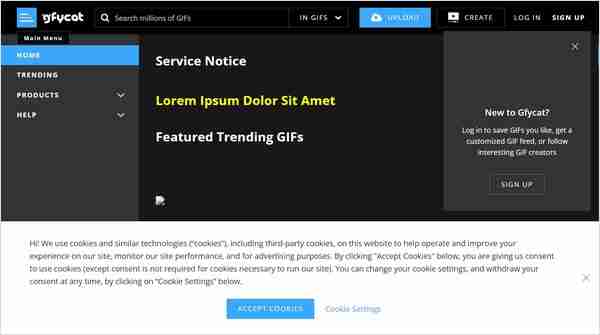 gfycat
Search millions of GIFs
IN GIFS
UPLOAD
CREATE
LOG IN
SIGN UP
Main Menu
HOME
TRENDING
PRODUCTS
HELP
Service Notice
Lorem Ipsum Dolor Sit Amet
Featured Trending GIFs
New to Gfycat?
Log in to save GIFs you like, get a
customized GIF feed, or follow
interesting GIF creators
SIGN UP
Hi! We use cookies and similar technologies ("cookies"), including third-party cookies, on this website to help operate and improve your
experience on our site, monitor our site performance, and for advertising purposes. By clicking "Accept Cookies" below, you are giving us consent
to use cookies (except consent is not required for cookies necessary to run our site). You can change your cookie settings, and withdraw your
consent at any time, by clicking on "Cookie Settings" below.
ACCEPT COOKIES
Cookie Settings